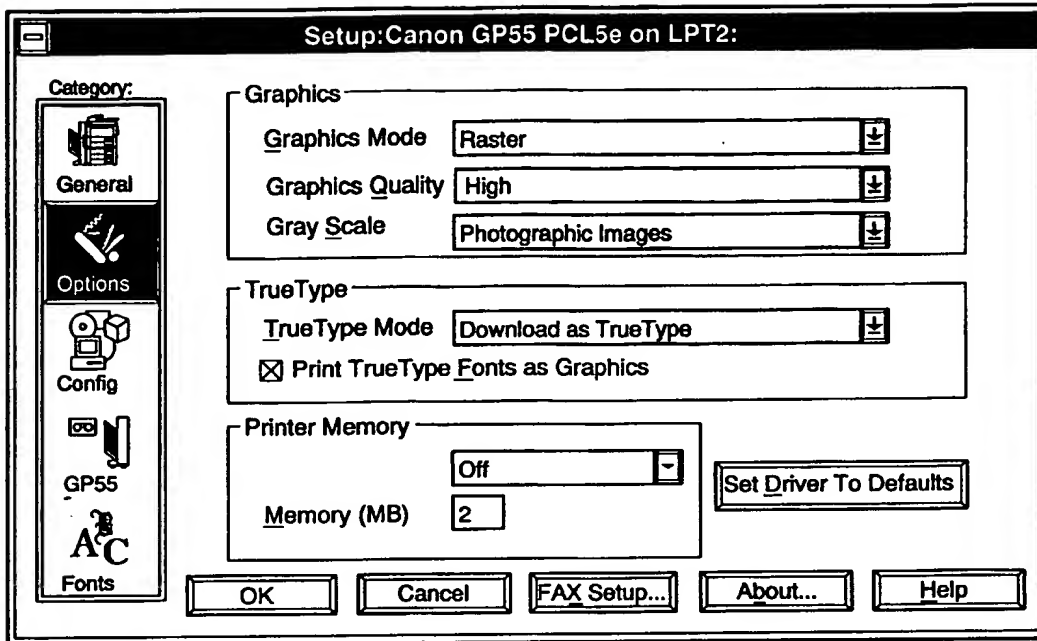 Setup:Canon GP55 PCL5e on LPT2:
Category:
General
Options
Config
GP55
Fonts
Graphics
Graphics Mode Raster
Graphics Quality High
Gray Scale Photographic Images
TrueType
TrueType Mode Download as TrueType
Print TrueType Fonts as Graphics
Printer Memory
Off
Memory (MB) 2
Set Driver To Defaults
OK Cancel FAX Setup... About... Help